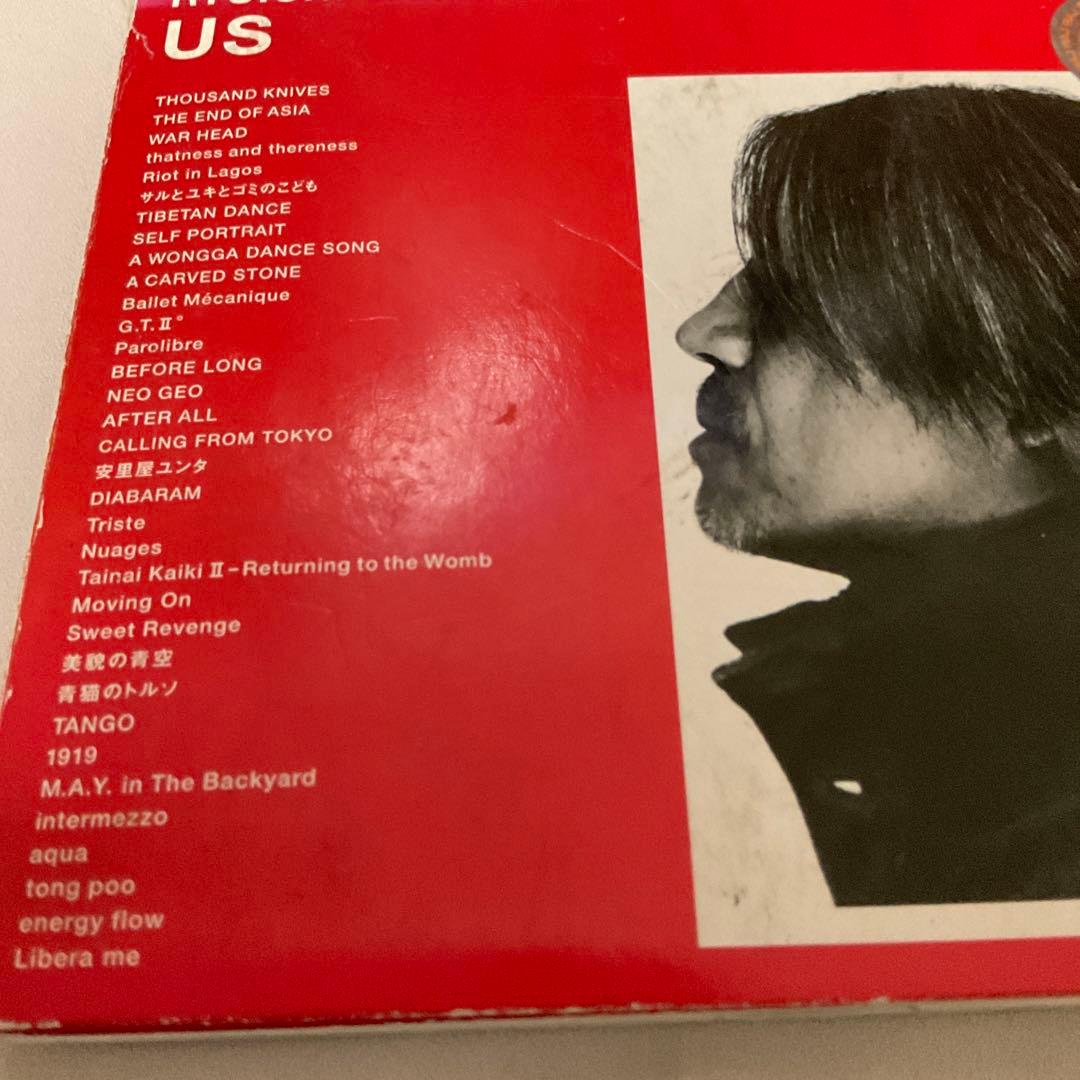 US
THOUSAND KNIVES
THE END OF ASIA
WAR HEAD
thatness and thereness
Riot in Lagos
サルとユキとゴミのこども
TIBETAN DANCE
SELF PORTRAIT
A WONGGA DANCE SONG
A CARVED STONE
Ballet Mécanique
G.T.Ⅱ°
Parolibre
BEFORE LONG
NEO GEO
AFTER ALL
CALLING FROM TOKYO
安里屋ユンタ
DIABARAM
Triste
Nuages
Tainai Kaiki Ⅱ–Returning to the Womb
Moving On
Sweet Revenge
美貌の青空
青猫のトルソ
TANGO
1919
M.A.Y. in The Backyard
intermezzo
aqua
tong poo
energy flow
Libera me